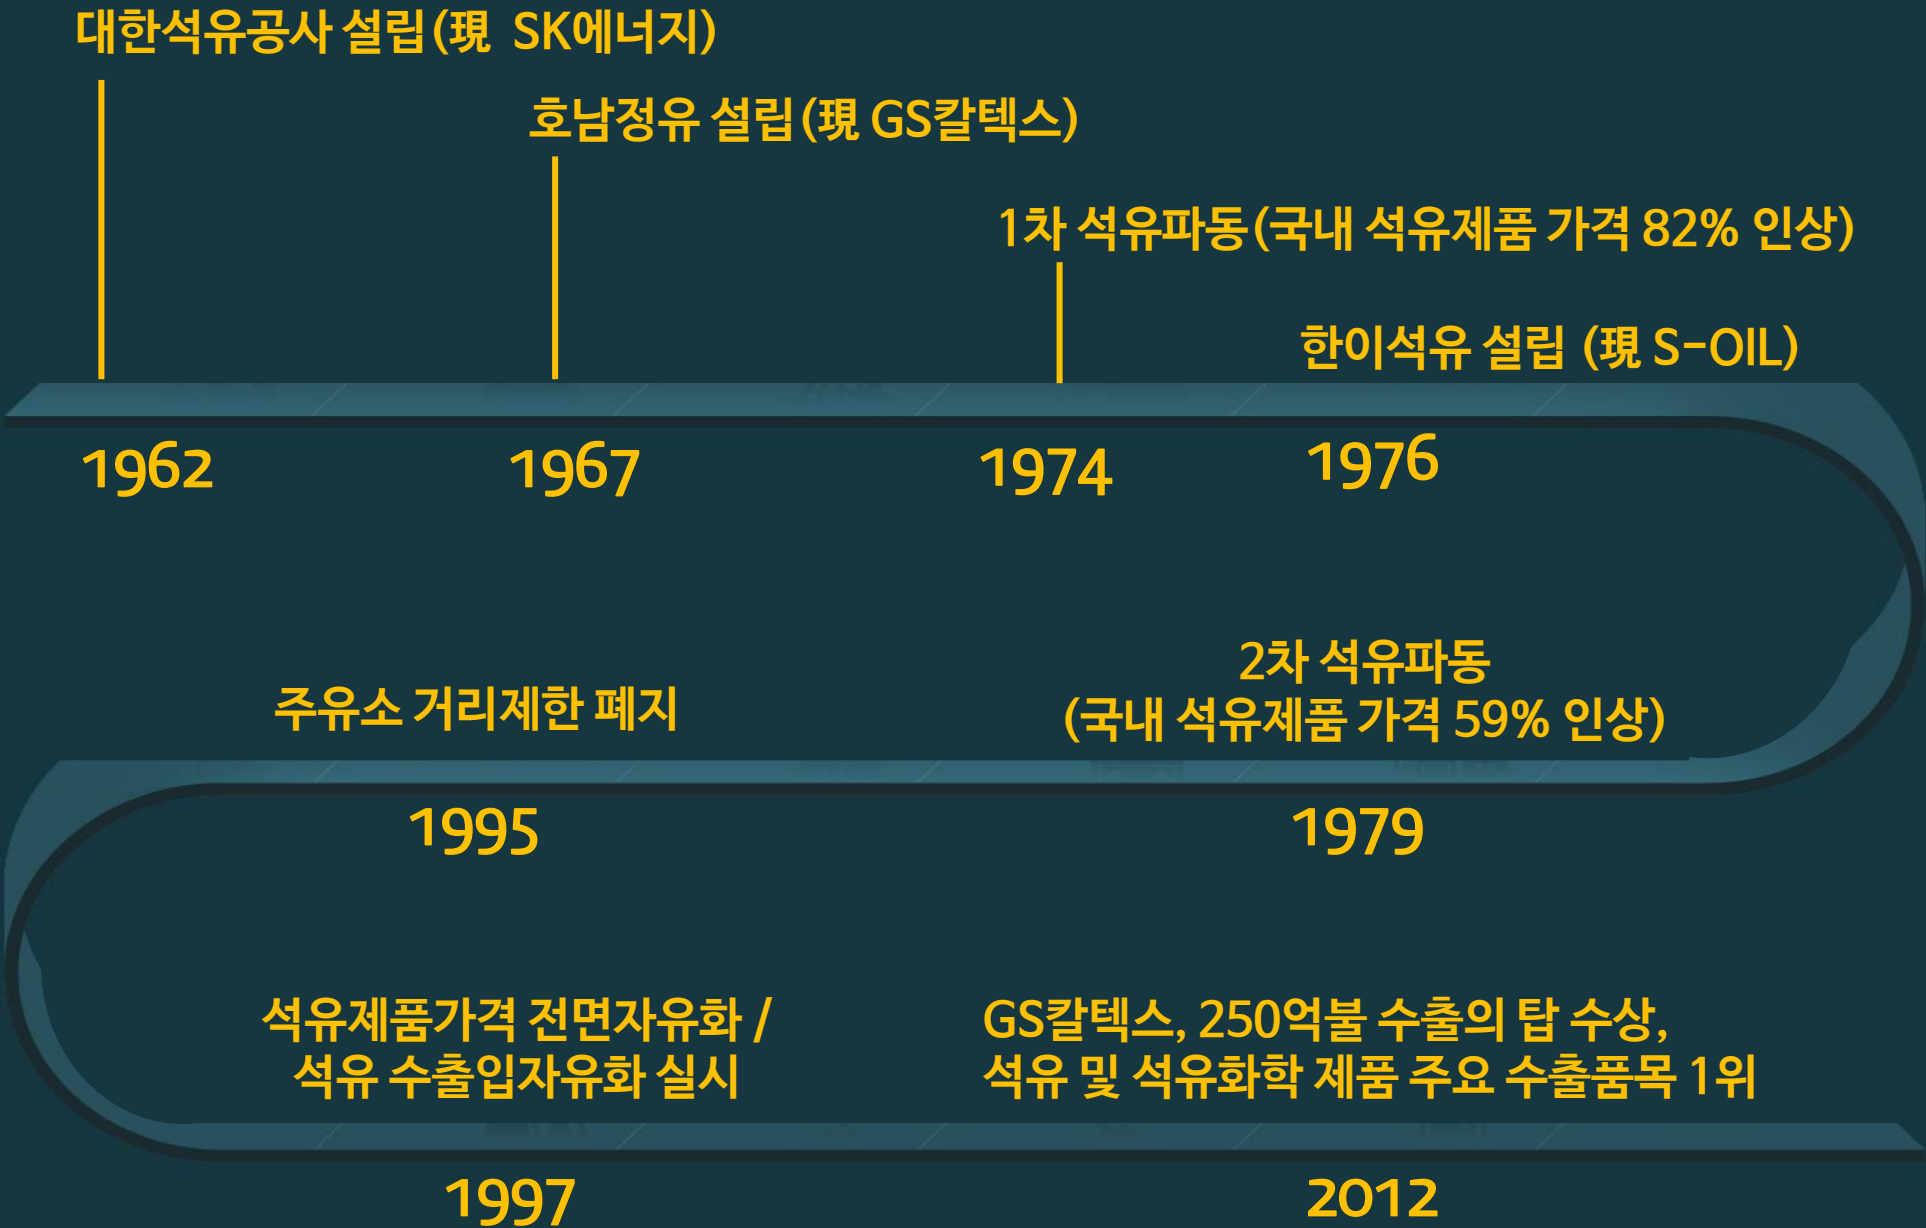 대한석유공사 설립(現 SK에너지)
호남정유 설립(現 GS칼텍스)
1차 석유파동(국내 석유제품 가격 82% 인상)
한이석유 설립 (現 S-OIL)
1962
1967
1974
1976
2차 석유파동
(국내 석유제품 가격 59% 인상)
주유소 거리제한 폐지
1995
1979
석유제품가격 전면자유화 /
석유 수출입자유화 실시
GS칼텍스, 250억불 수출의 탑 수상,
석유 및 석유화학 제품 주요 수출품목 1위
1997
2012